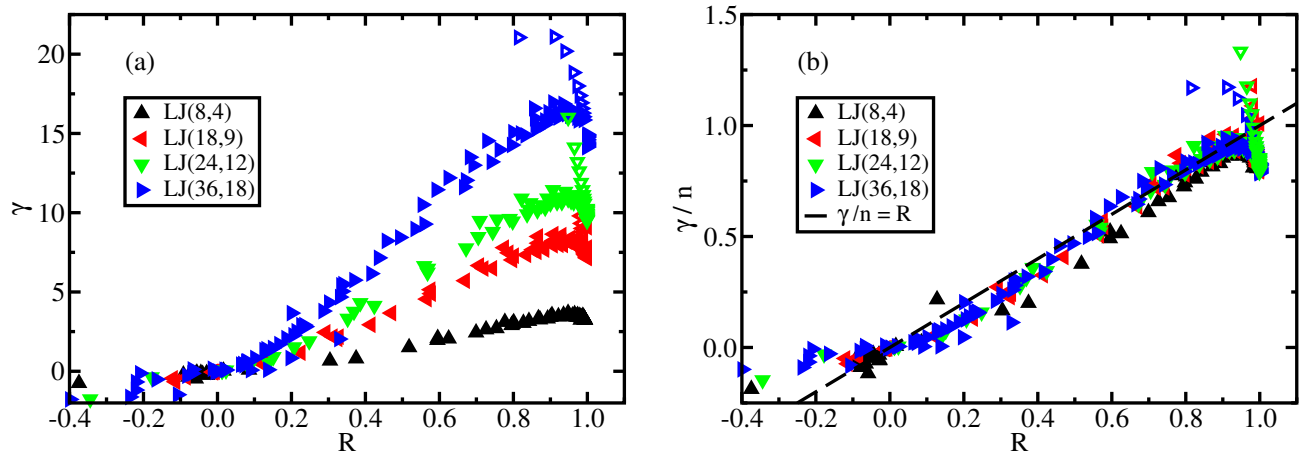 20
15
10
5
0
γ
(a)
LJ(8,4)
LJ(18,9)
LJ(24,12)
LJ(36,18)
-0.4 -0.2 0.0 0.2 0.4 0.6 0.8 1.0
R
1.5
1.0
0.5
0.0
γ / n
(b)
LJ(8,4)
LJ(18,9)
LJ(24,12)
LJ(36,18)
γ /n = R
-0.4 -0.2 0.0 0.2 0.4 0.6 0.8 1.0
R